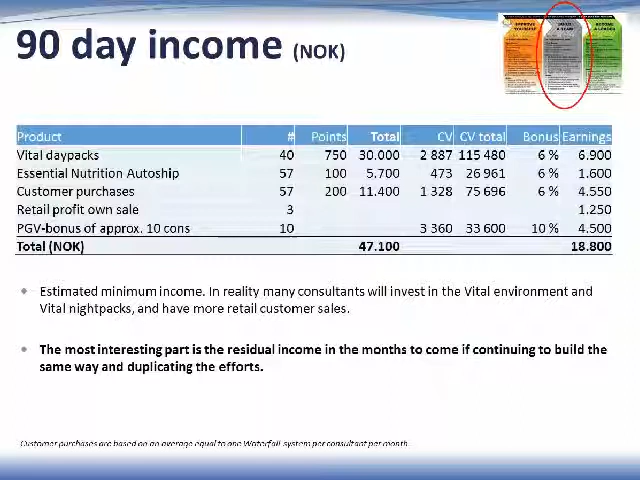 90 day income (NOK)
IMPROVE YOURSELF
BUILD A TEAM
BECOME A LEADER
Product # Points Total CV CV total Bonus Earnings
Vital daypacks 40 750 30.000 2 887 115 480 6 % 6.900
Essential Nutrition Autoship 57 100 5.700 473 26 961 6 % 1.600
Customer purchases 57 200 11.400 1 328 75 696 6 % 4.550
Retail profit own sale 3 1.250
PGV-bonus of approx. 10 cons 10 3 360 33 600 10 % 4.500
Total (NOK) 47.100 18.800
Estimated minimum income. In reality many consultants will invest in the Vital environment and
Vital nightpacks, and have more retail customer sales.
The most interesting part is the residual income in the months to come if continuing to build the
same way and duplicating the efforts.
Customer purchases are based on an average equal to one Waterfall system per consultant per month.